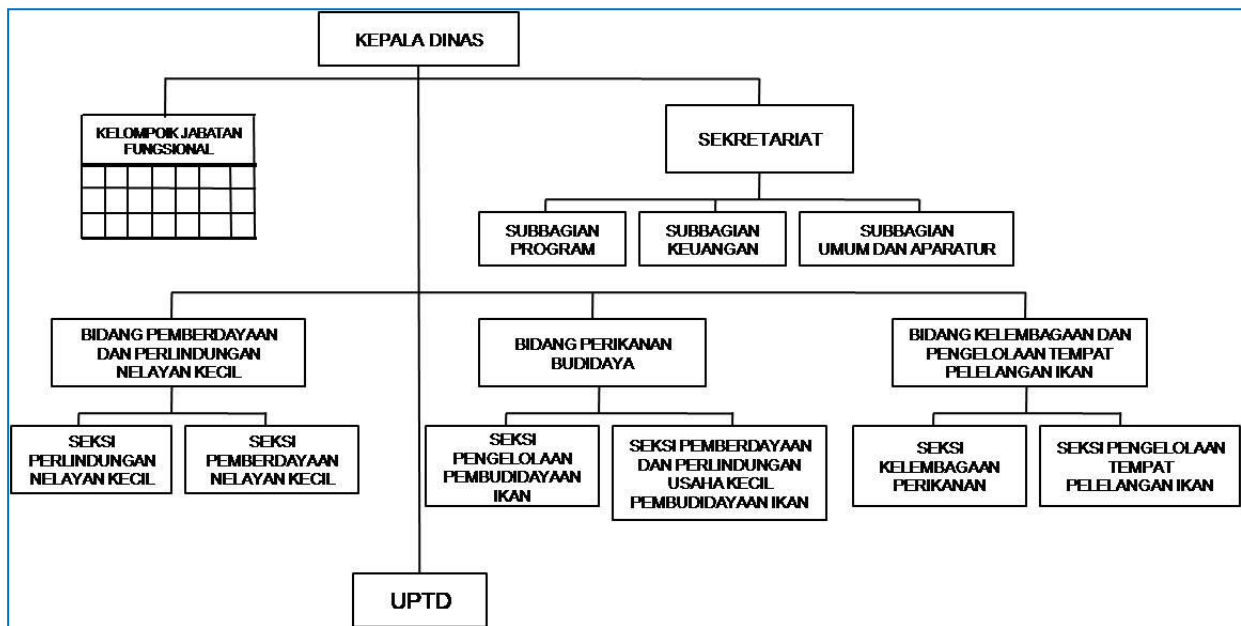 KEPALA DINAS
KELOMPOIK JABATAN
FUNGSIONAL
SEKRETARIAT
SUBBAGIAN
PROGRAM
SUBBAGIAN
KEUANGAN
SUBBAGIAN
UMUM DAN APARATUR
BIDANG PEMBERDAYAAN
DAN PERLINDUNGAN
NELAYAN KECIL
BIDANG PERIKANAN
BUDIDAYA
BIDANG KELEMBAGAAN DAN
PENGELOLAAN TEMPAT
PELELANGAN IKAN
SEKSI
PERLINDUNGAN
NELAYAN KECIL
SEKSI
PEMBERDAYAAN
NELAYAN KECIL
SEKSI
PENGELOLAAN
PEMBUDIDAYAAN
IKAN
SEKSI PEMBERDAYAAN
DAN PERLINDUNGAN
USAHA KECIL
PEMBUDIDAYAAN IKAN
SEKSI
KELEMBAGAAN
PERIKANAN
SEKSI PENGELOLAAN
TEMPAT
PELELANGAN IKAN
UPTD